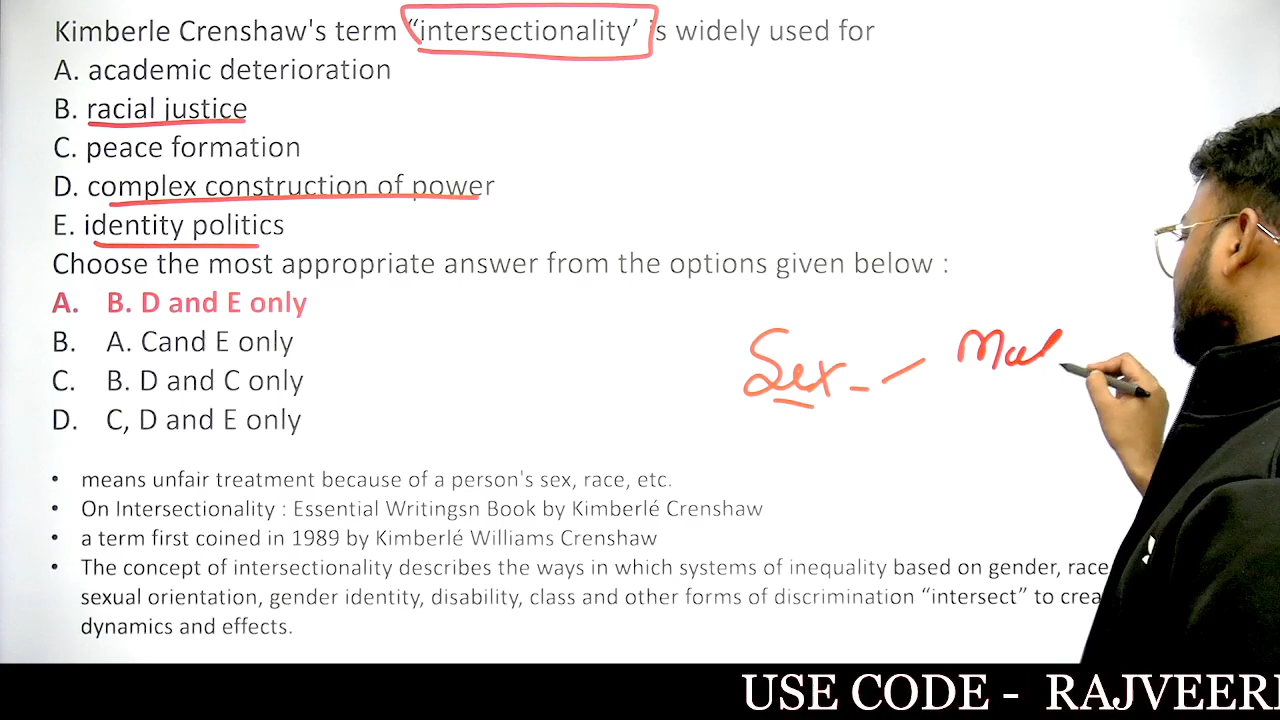 Kimberle Crenshaw's term “intersectionality’ is widely used for
A. academic deterioration
B. racial justice
C. peace formation
D. complex construction of power
E. identity politics
Choose the most appropriate answer from the options given below :
A. B. D and E only
B. A. Cand E only
C. B. D and C only
D. C, D and E only
Sex - Mal
• means unfair treatment because of a person's sex, race, etc.
• On Intersectionality : Essential Writingsn Book by Kimberlé Crenshaw
• a term first coined in 1989 by Kimberlé Williams Crenshaw
• The concept of intersectionality describes the ways in which systems of inequality based on gender, race
sexual orientation, gender identity, disability, class and other forms of discrimination “intersect” to crea
dynamics and effects.
USE CODE - RAJVEER